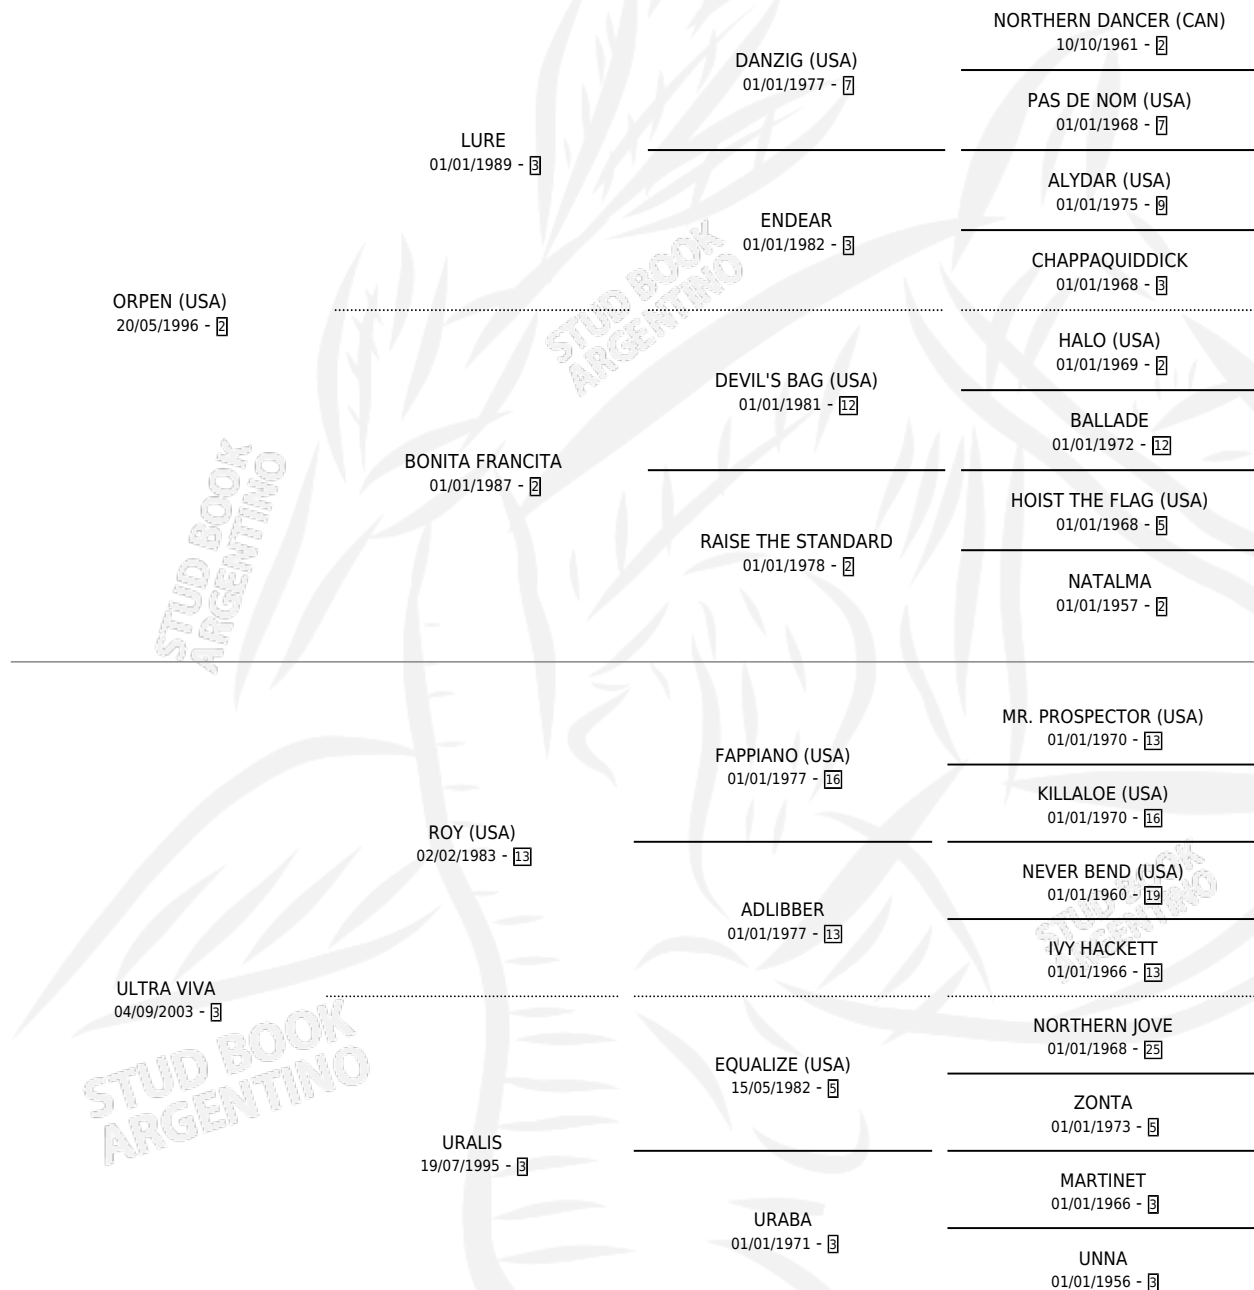 NORTHERN DANCER (CAN)
10/10/1961 - 2
DANZIG (USA)
01/01/1977 - 7
PAS DE NOM (USA)
01/01/1968 - 7
LURE
01/01/1989 - 3
ALYDAR (USA)
01/01/1975 - 9
ENDEAR
01/01/1982 - 3
CHAPPAQUIDDICK
01/01/1968 - 3
ORPEN (USA)
20/05/1996 - 2
HALO (USA)
01/01/1969 - 2
DEVIL'S BAG (USA)
01/01/1981 - 12
BALLADE
01/01/1972 - 12
BONITA FRANCITA
01/01/1987 - 2
HOIST THE FLAG (USA)
01/01/1968 - 5
RAISE THE STANDARD
01/01/1978 - 2
NATALMA
01/01/1957 - 2
STUD BOOK
ARGENTINO
STUD BOOK
ARGENTINO
MR. PROSPECTOR (USA)
01/01/1970 - 13
FAPPIANO (USA)
01/01/1977 - 16
KILLALOE (USA)
01/01/1970 - 16
ROY (USA)
02/02/1983 - 13
NEVER BEND (USA)
01/01/1960 - 19
ADLIBBER
01/01/1977 - 13
IVY HACKETT
01/01/1966 - 13
STUD BOOK
ARGENTINO
ULTRA VIVA
04/09/2003 - 3
NORTHERN JOVE
01/01/1968 - 25
EQUALIZE (USA)
15/05/1982 - 5
ZONTA
01/01/1973 - 5
STUD BOOK
ARGENTINO
URALIS
19/07/1995 - 3
MARTINET
01/01/1966 - 3
URABA
01/01/1971 - 3
UNNA
01/01/1956 - 3